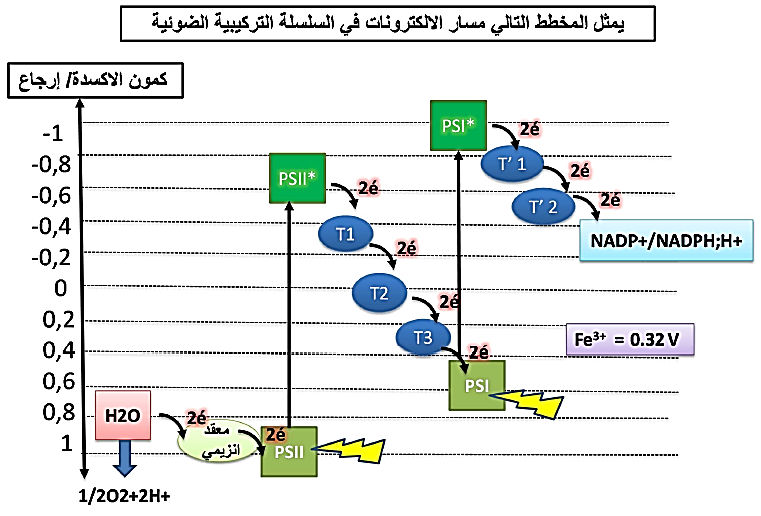 يمثل المخطط التالي مسار الالكترونات في السلسلة التركيبية الضوئية
كمون الاكسدة/ إرجاع
-1
-0,8
-0,6
-0,4
-0,2
0
0,2
0,4
0,6
0,8
1
PSI*
2é
T' 1
2é
PSII*
2é
T' 2
2é
T1
2é
NADP+/NADPH;H+
T2
2é
T3
2é
Fe³⁺ = 0.32 V
PSI
H2O
2é
معقد
انزيمي
2é
PSII
1/2O2+2H+